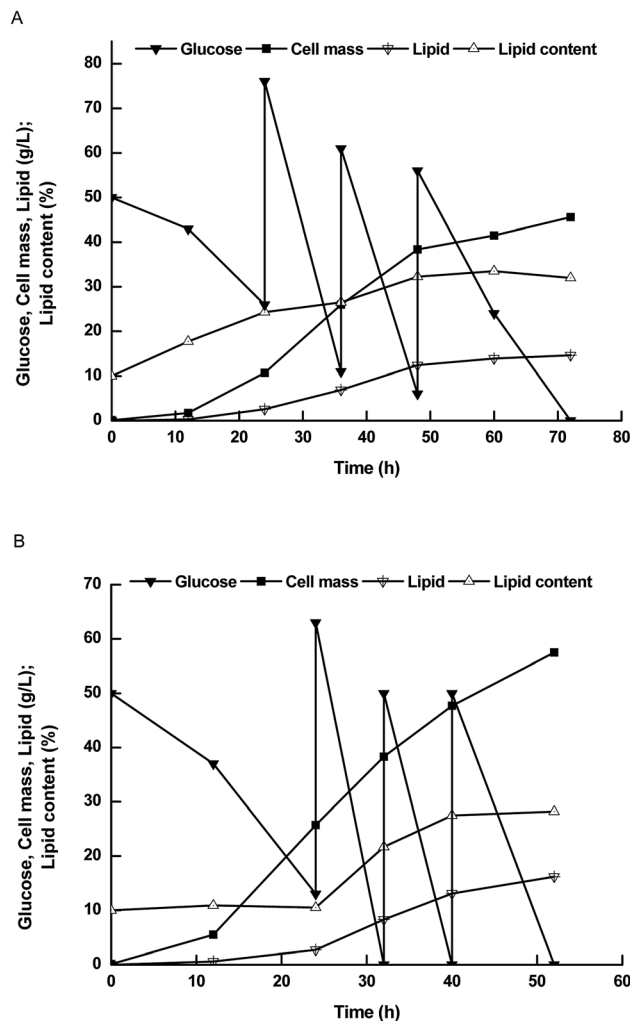 A
Glucose Cell mass Lipid Lipid content
80
70
60
50
40
30
20
10
0
0 10 20 30 40 50 60 70 80
Glucose, Cell mass, Lipid (g/L);
Lipid content (%)
Time (h)
B
Glucose Cell mass Lipid Lipid content
70
60
50
40
30
20
10
0
0 10 20 30 40 50 60
Glucose, Cell mass, Lipid (g/L);
Lipid content (%)
Time (h)